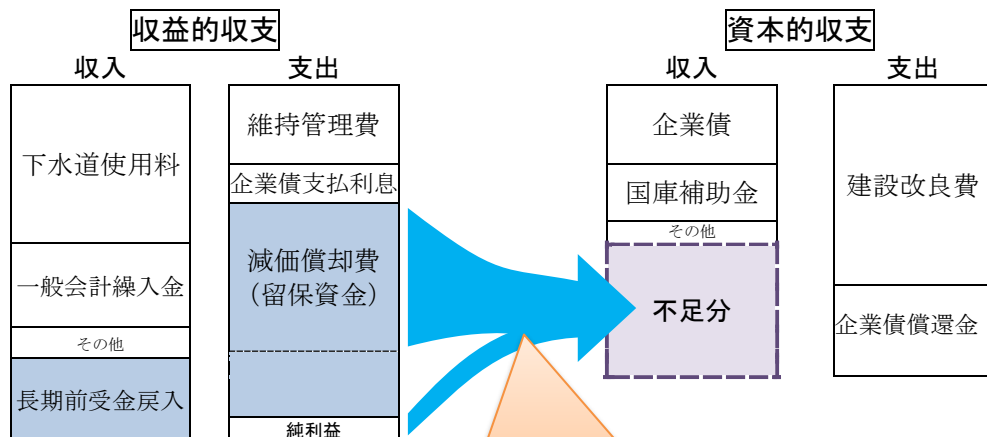 収益的収支
収入
支出
下水道使用料
一般会計繰入金
その他
長期前受金戻入
維持管理費
企業債支払利息
減価償却費
（留保資金）
純利益
資本的収支
収入
支出
企業債
国庫補助金
その他
不足分
建設改良費
企業債償還金